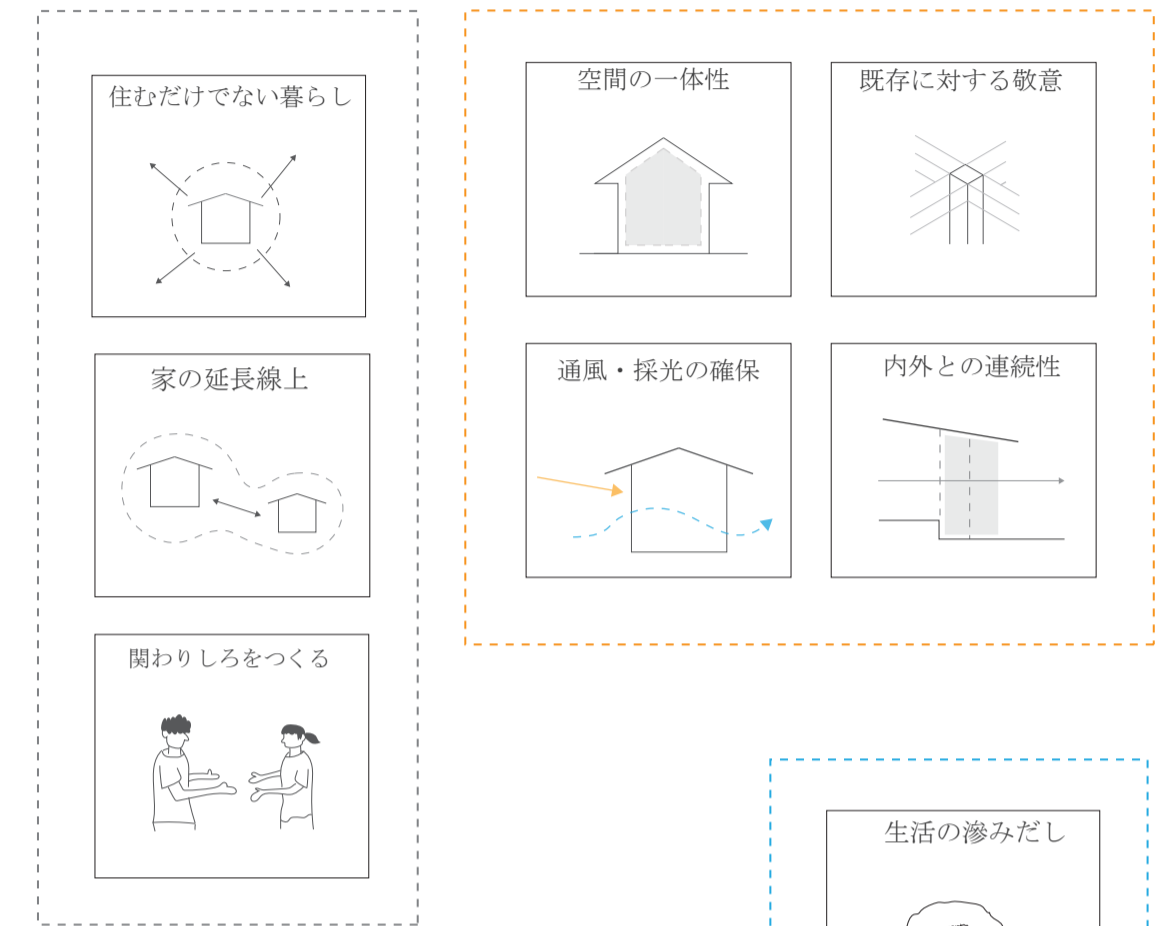 住むだけでない暮らし
家の延長線上
関わりしろをつくる
空間の一体性
既存に対する敬意
通風・採光の確保
内外との連続性
生活の滲みだし